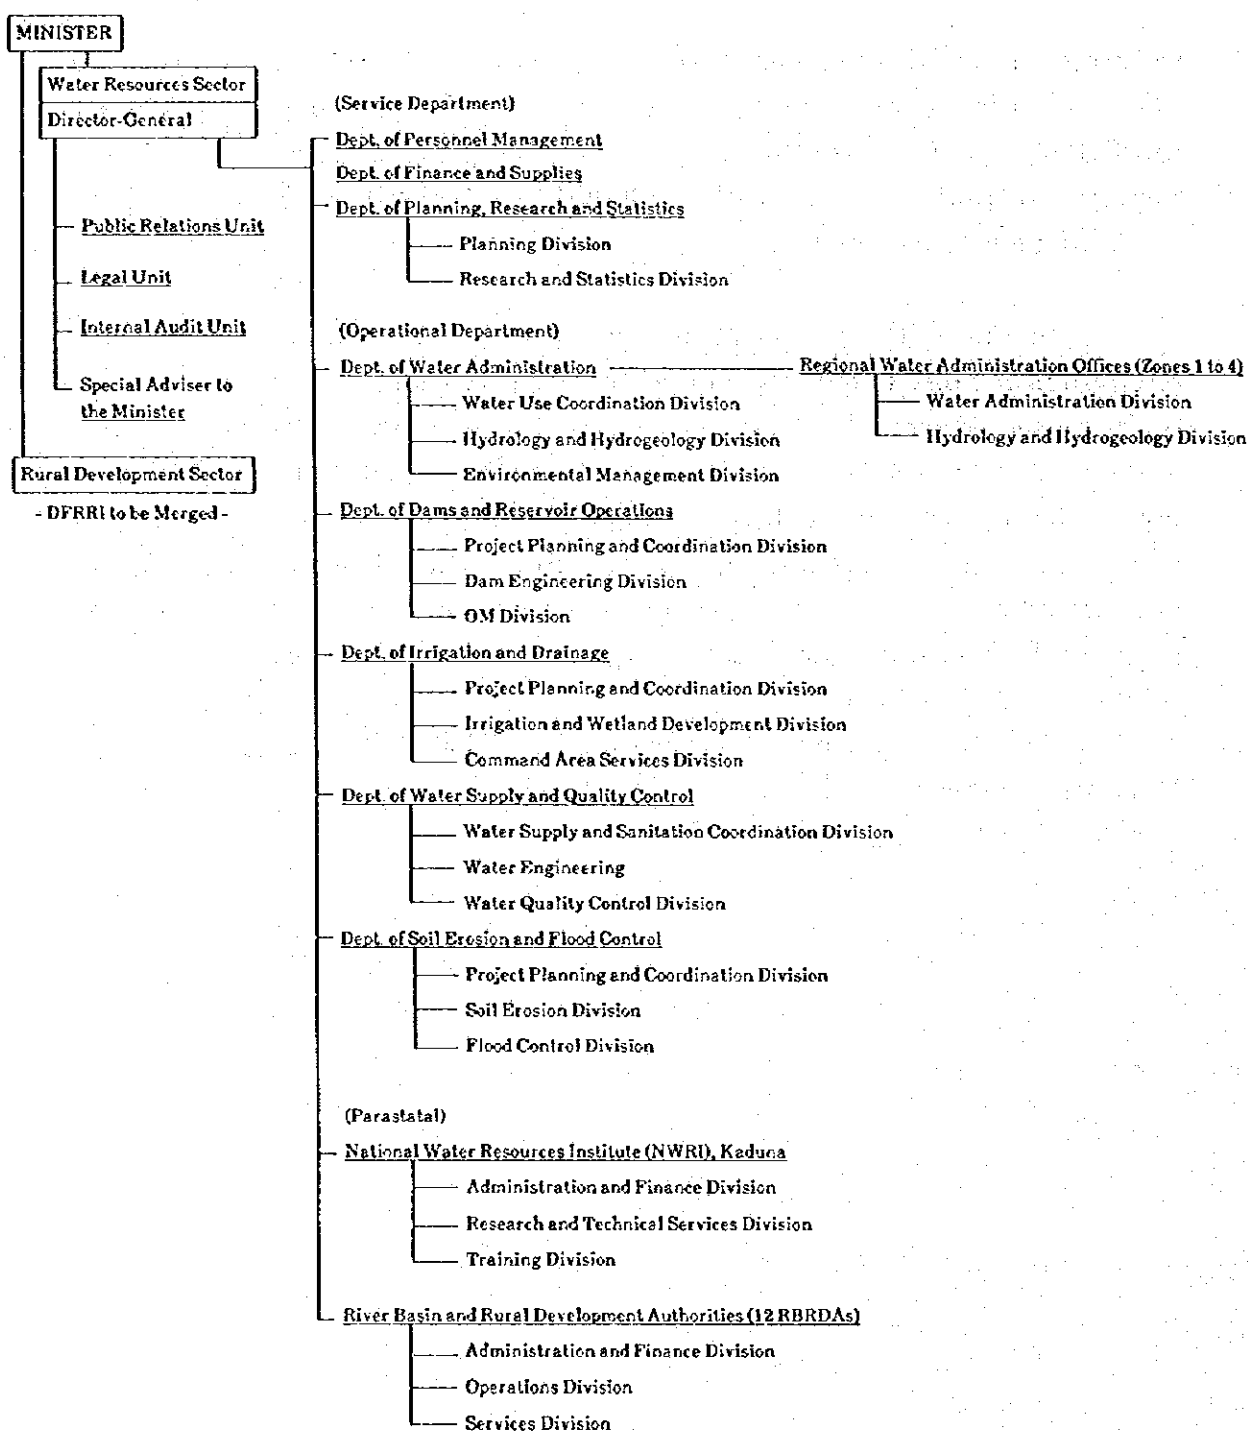 MINISTER
Water Resources Sector
Director-General
Public Relations Unit
Legal Unit
Internal Audit Unit
Special Adviser to
the Minister
Rural Development Sector
- DFRRI to be Merged -
(Service Department)
Dept. of Personnel Management
Dept. of Finance and Supplies
Dept. of Planning, Research and Statistics
Planning Division
Research and Statistics Division
(Operational Department)
Dept. of Water Administration
Water Use Coordination Division
Hydrology and Hydrogeology Division
Environmental Management Division
Regional Water Administration Offices (Zones 1 to 4)
Water Administration Division
Hydrology and Hydrogeology Division
Dept. of Dams and Reservoir Operations
Project Planning and Coordination Division
Dam Engineering Division
OM Division
Dept. of Irrigation and Drainage
Project Planning and Coordination Division
Irrigation and Wetland Development Division
Command Area Services Division
Dept. of Water Supply and Quality Control
Water Supply and Sanitation Coordination Division
Water Engineering
Water Quality Control Division
Dept. of Soil Erosion and Flood Control
Project Planning and Coordination Division
Soil Erosion Division
Flood Control Division
(Parastatal)
National Water Resources Institute (NWRI), Kaduna
Administration and Finance Division
Research and Technical Services Division
Training Division
River Basin and Rural Development Authorities (12 RBRDAs)
Administration and Finance Division
Operations Division
Services Division